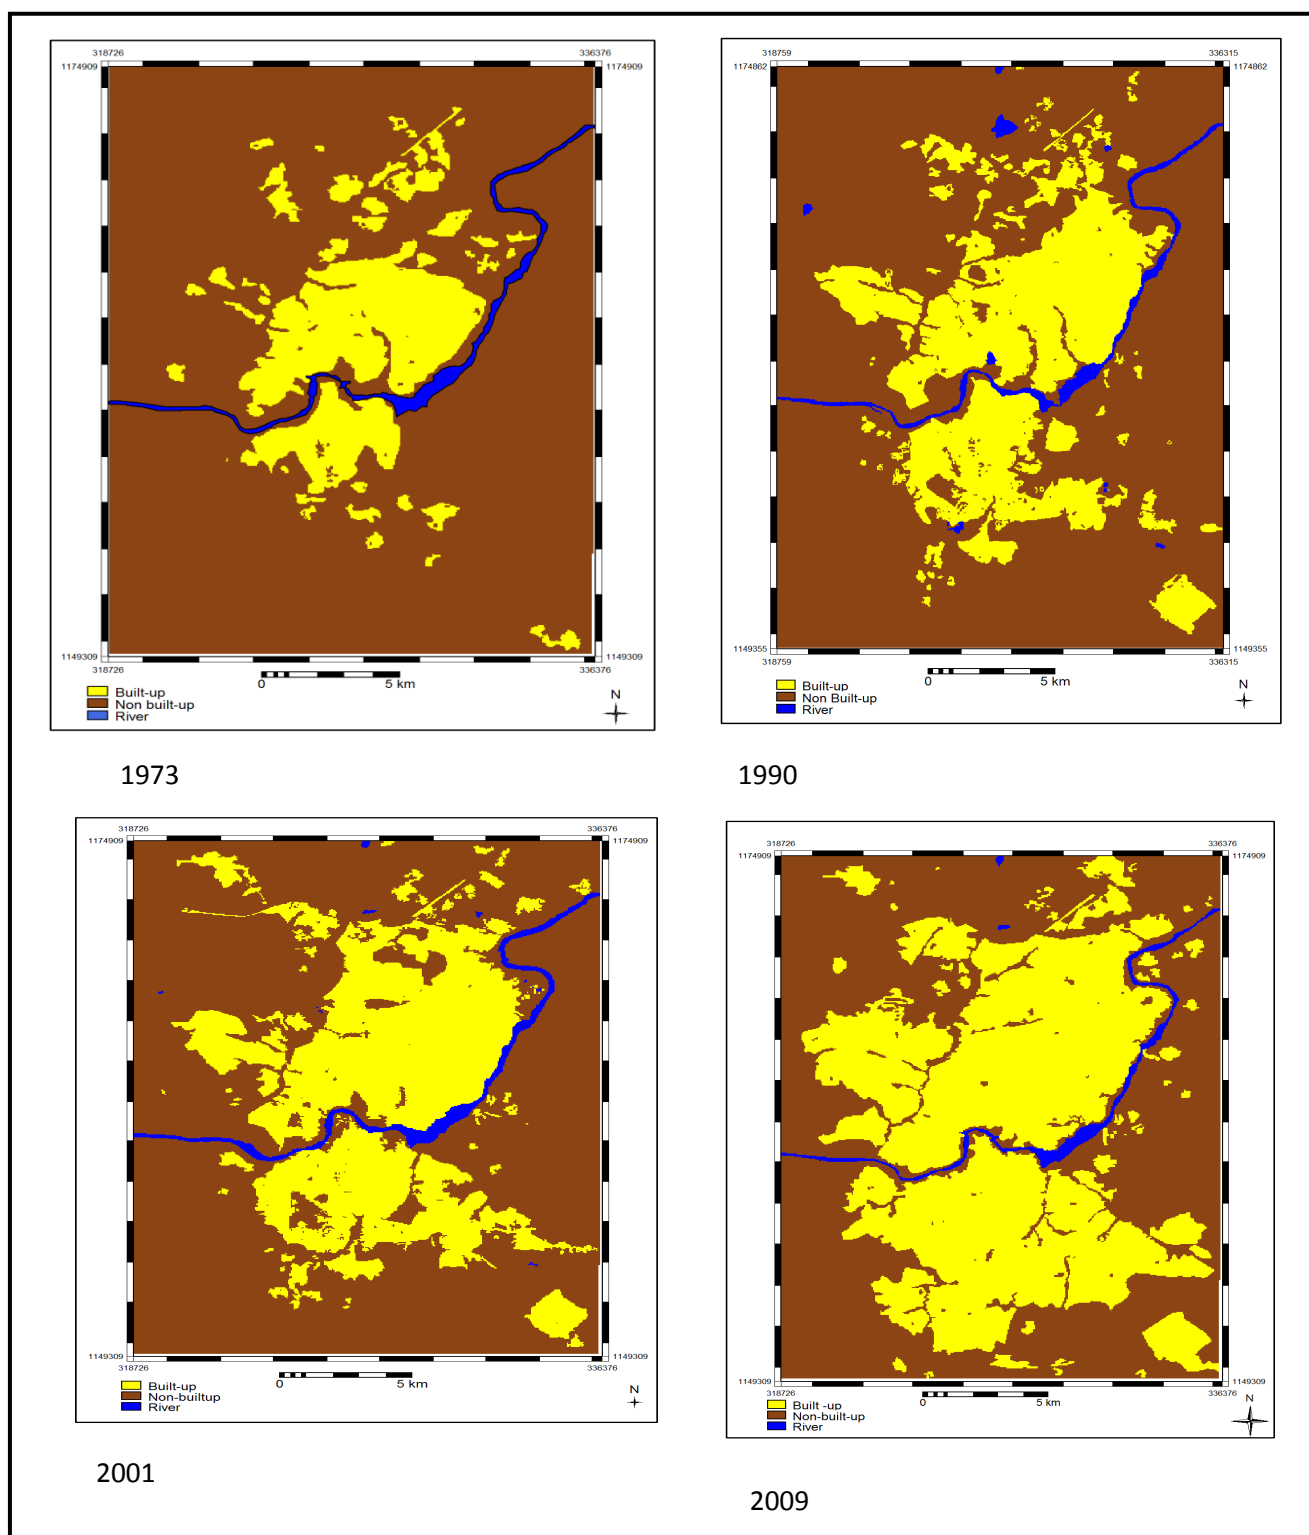 318726 336376
1174909 1174909
1149309 1149309
318726 336376
0 5 km
Built-up
Non built-up
River
N
1973
318759 336315
1174862 1174862
1149355 1149355
318759 336315
0 5 km
Built-up
Non Built-up
River
N
1990
318726 336376
1174909 1174909
1149309 1149309
318726 336376
0 5 km
Built-up
Non-builtup
River
N
2001
318726 336376
1174909 1174909
1149309 1149309
318726 336376
0 5 km
Built -up
Non-built-up
River
N
2009